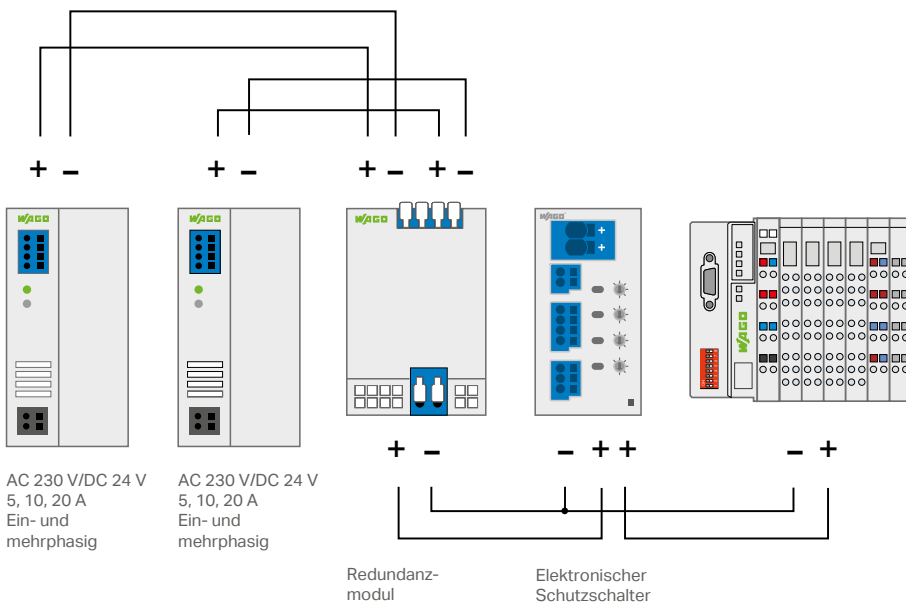 + – + – + – + –
WAGO WAGO WAGO WAGO
+
+
WAGO
+ – – + + – +
AC 230 V/DC 24 V
5, 10, 20 A
Ein- und
mehrphasig
AC 230 V/DC 24 V
5, 10, 20 A
Ein- und
mehrphasig
Redundanz-
modul
Elektronischer
Schutzschalter